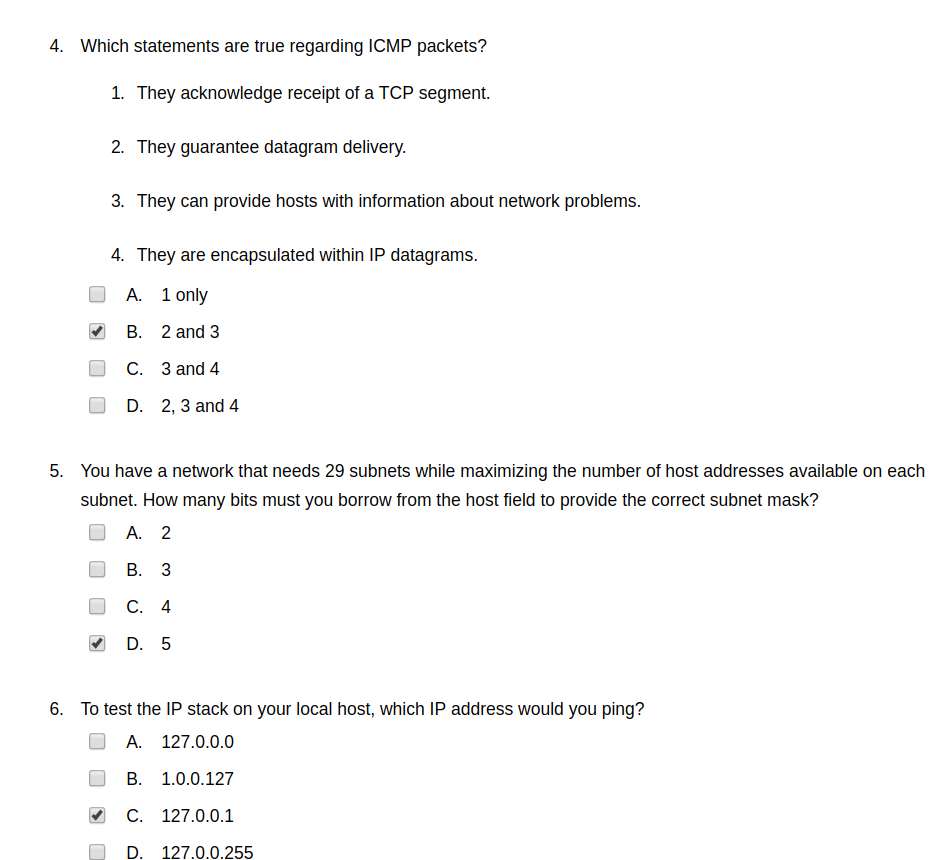 4. Which statements are true regarding ICMP packets?
1. They acknowledge receipt of a TCP segment.
2. They guarantee datagram delivery.
3. They can provide hosts with information about network problems.
4. They are encapsulated within IP datagrams.
A. 1 only
B. 2 and 3
C. 3 and 4
D. 2, 3 and 4
5. You have a network that needs 29 subnets while maximizing the number of host addresses available on each
subnet. How many bits must you borrow from the host field to provide the correct subnet mask?
A. 2
B. 3
C. 4
D. 5
6. To test the IP stack on your local host, which IP address would you ping?
A. 127.0.0.0
B. 1.0.0.127
C. 127.0.0.1
D. 127.0.0.255